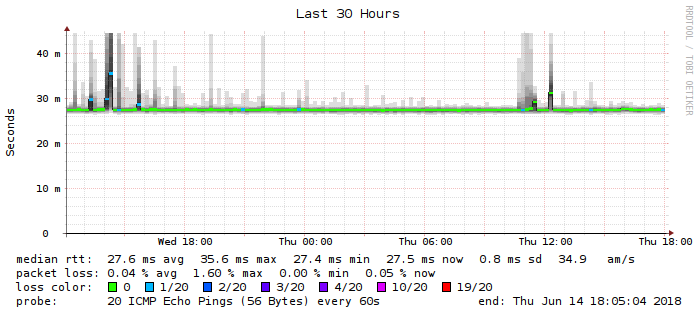 Last 30 Hours
RRDTOOL / TOBI OETIKER
Seconds
40 m
30 m
20 m
10 m
0
Wed 18:00 Thu 00:00 Thu 06:00 Thu 12:00 Thu 18:00
median rtt: 27.6 ms avg 35.6 ms max 27.4 ms min 27.5 ms now 0.8 ms sd 34.9 am/s
packet loss: 0.04 % avg 1.60 % max 0.00 % min 0.05 % now
loss color: 0 1/20 2/20 3/20 4/20 10/20 19/20
probe: 20 ICMP Echo Pings (56 Bytes) every 60s end: Thu Jun 14 18:05:04 2018